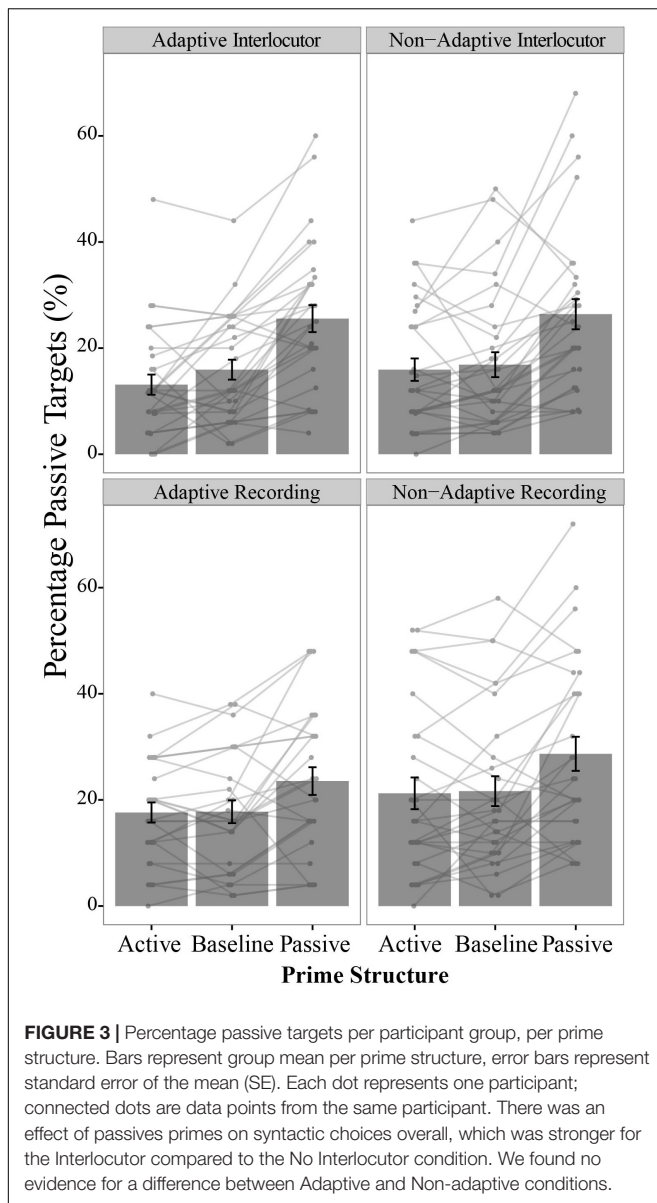 Adaptive Interlocutor Non−Adaptive Interlocutor
60
40
20
0
Adaptive Recording Non−Adaptive Recording
60
40
20
0
Percentage Passive Targets (%)
Active Baseline Passive Active Baseline Passive
Prime Structure
FIGURE 3 | Percentage passive targets per participant group, per prime
structure. Bars represent group mean per prime structure, error bars represent
standard error of the mean (SE). Each dot represents one participant;
connected dots are data points from the same participant. There was an
effect of passives primes on syntactic choices overall, which was stronger for
the Interlocutor compared to the No Interlocutor condition. We found no
evidence for a difference between Adaptive and Non-adaptive conditions.